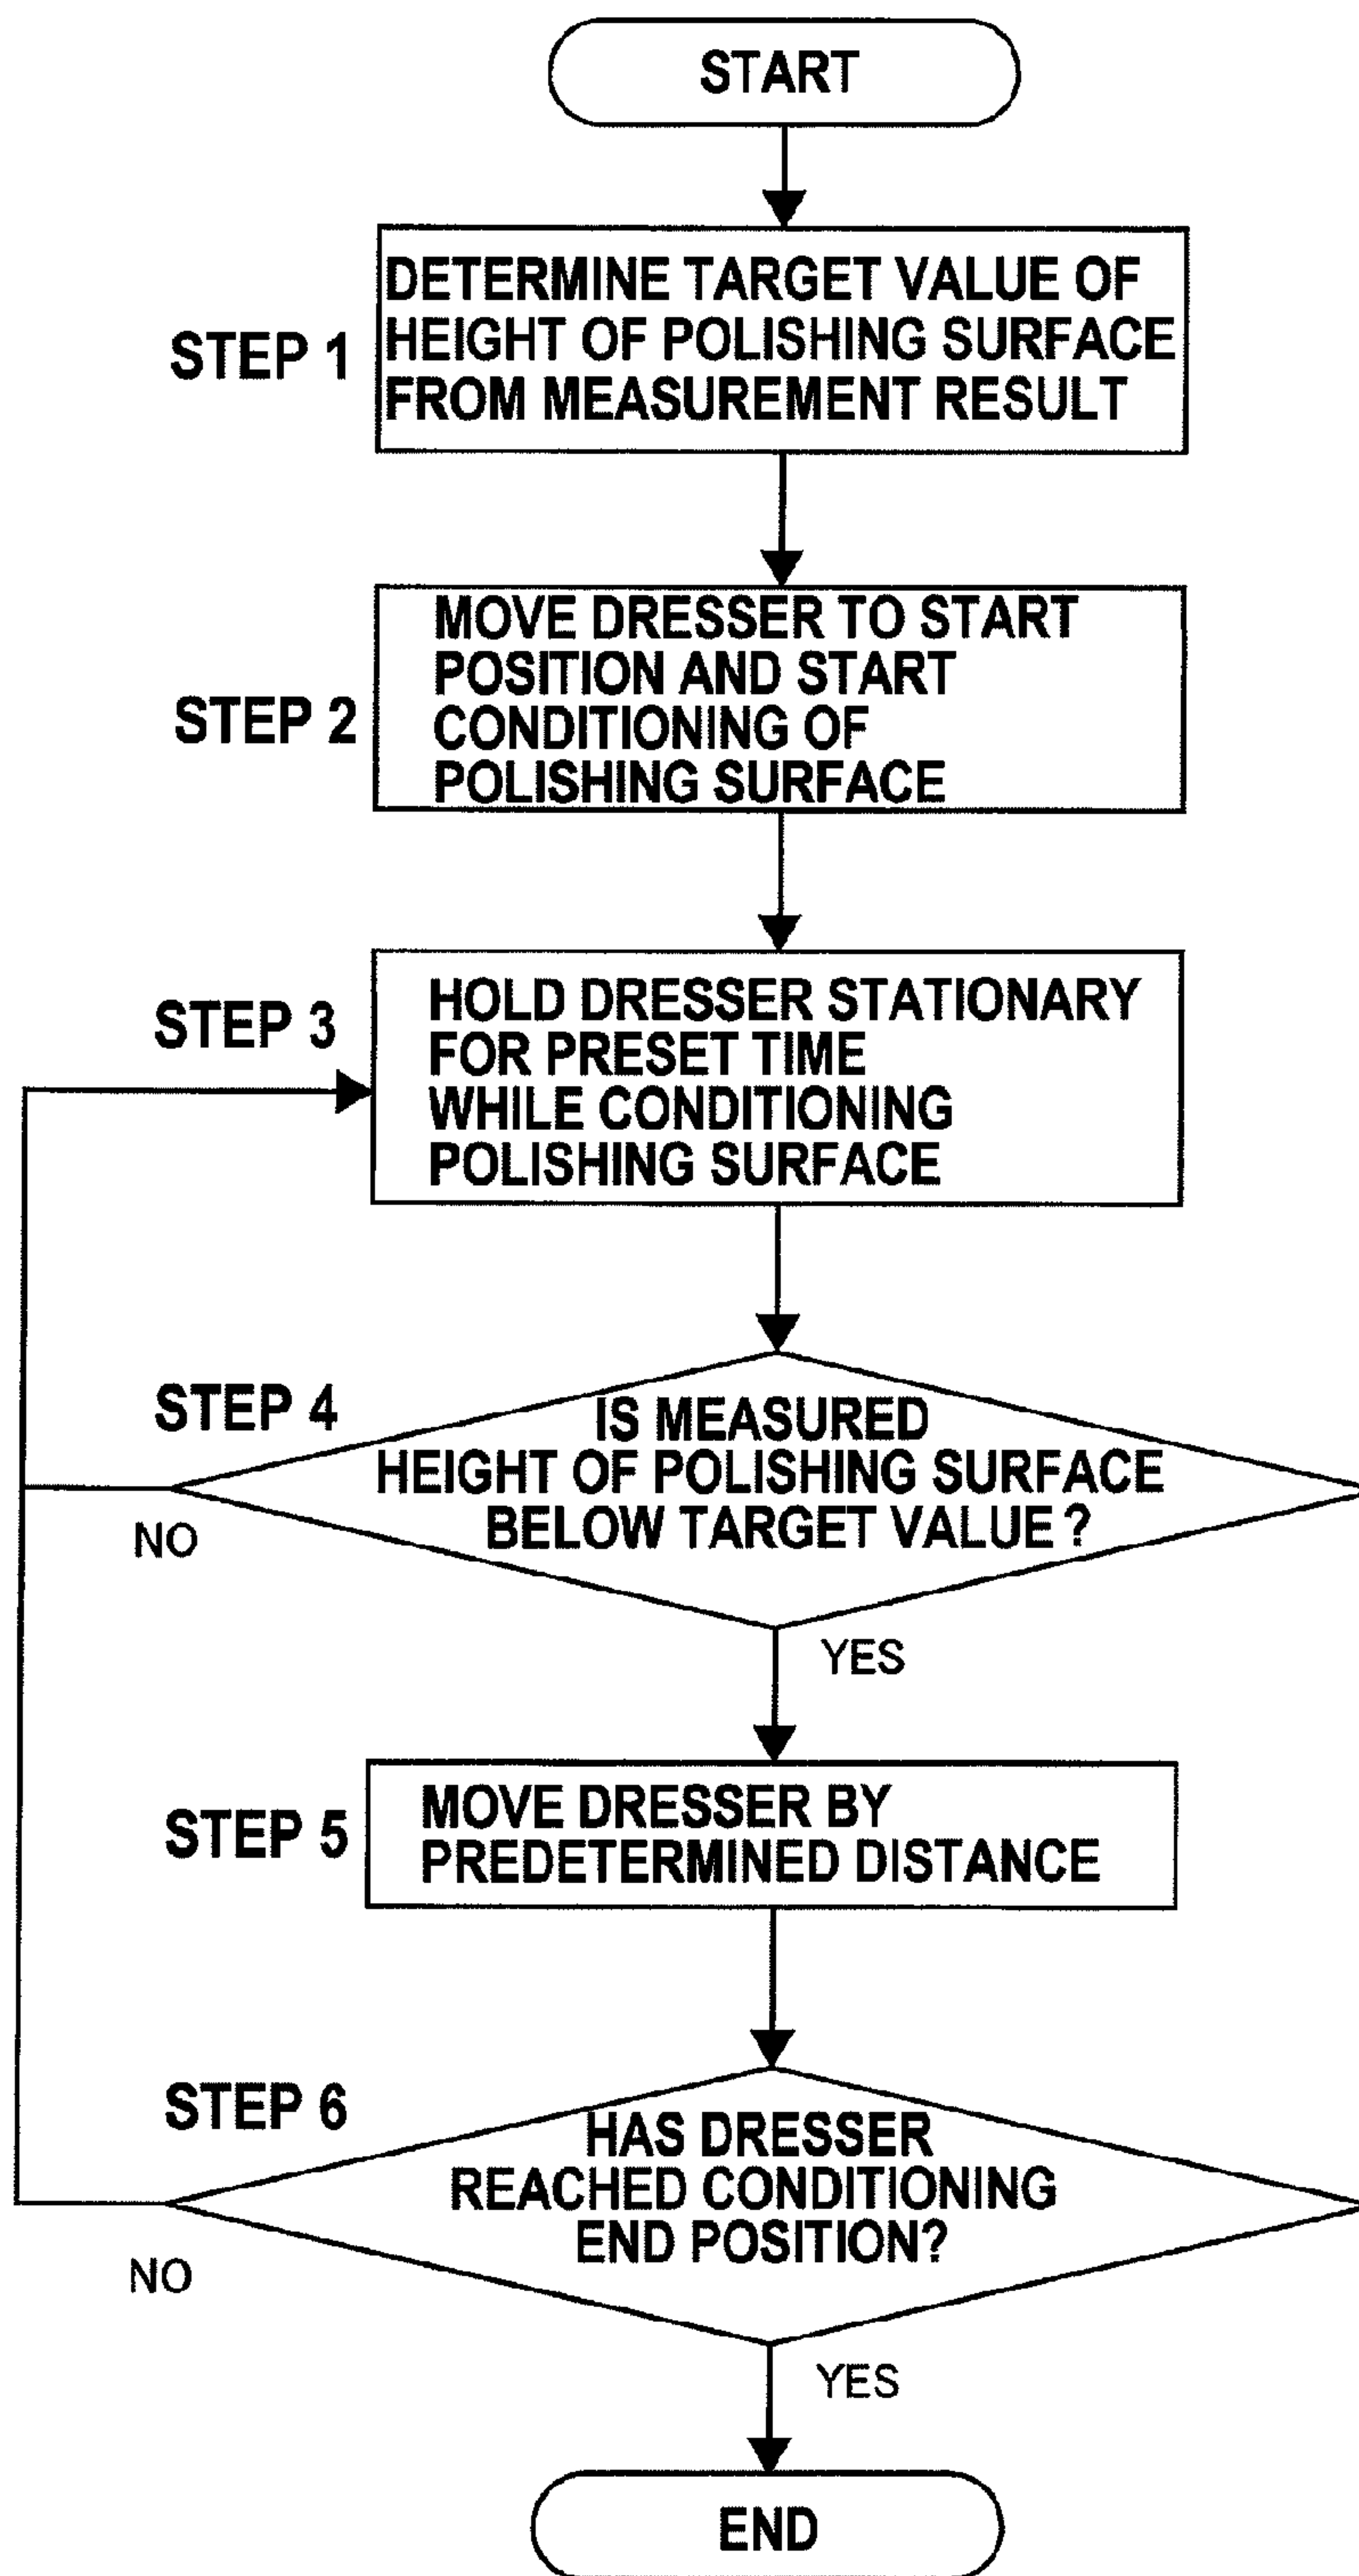 START
STEP 1
DETERMINE TARGET VALUE OF
HEIGHT OF POLISHING SURFACE
FROM MEASUREMENT RESULT
STEP 2
MOVE DRESSER TO START
POSITION AND START
CONDITIONING OF
POLISHING SURFACE
STEP 3
HOLD DRESSER STATIONARY
FOR PRESET TIME
WHILE CONDITIONING
POLISHING SURFACE
STEP 4
IS MEASURED
HEIGHT OF POLISHING SURFACE
BELOW TARGET VALUE?
NO
YES
STEP 5
MOVE DRESSER BY
PREDETERMINED DISTANCE
STEP 6
HAS DRESSER
REACHED CONDITIONING
END POSITION?
NO
YES
END